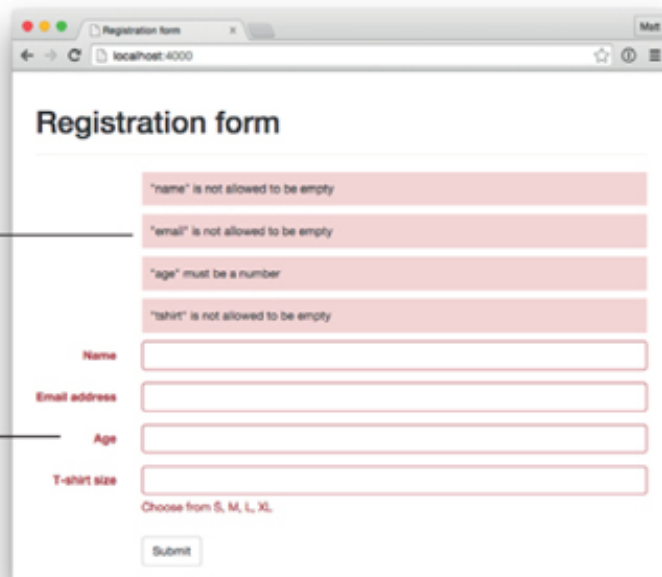 Registration form
Matt
localhost:4000
Registration form
"name" is not allowed to be empty
"email" is not allowed to be empty
"age" must be a number
"tshirt" is not allowed to be empty
Name
Email address
Age
T-shirt size
Choose from S, M, L, XL
Submit